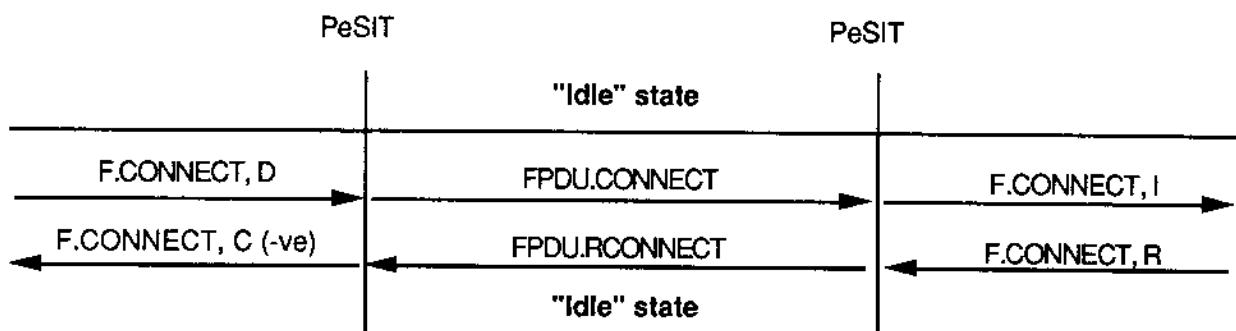 PeSIT
PeSIT
"Idle" state
F.CONNECT, D
FPDU.CONNECT
F.CONNECT, I
F.CONNECT, C (-ve)
FPDU.RCONNECT
F.CONNECT, R
"Idle" state